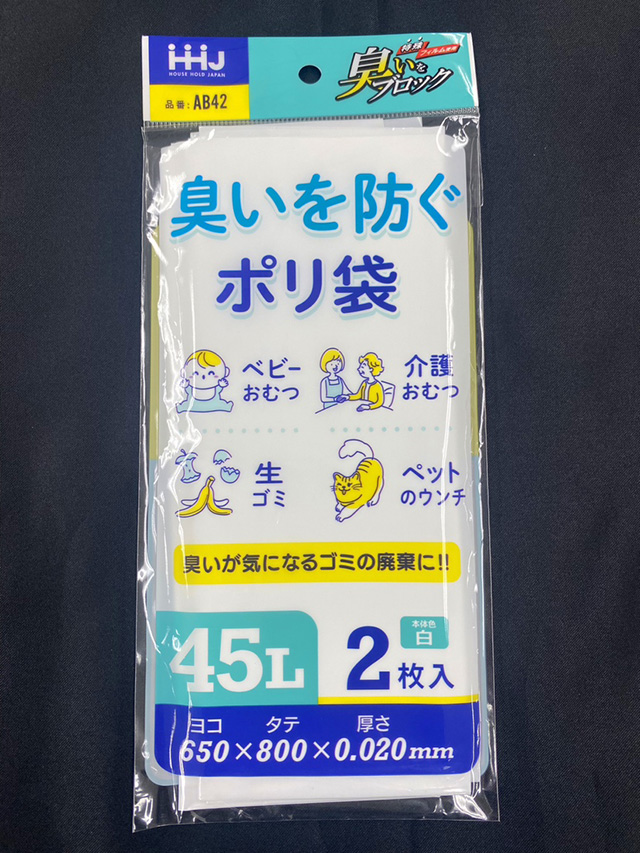 HHJ
HOUSE HOLD JAPAN
品番: AB42
特殊フィルム使用
臭いをブロック
臭いを防ぐ
ポリ袋
ベビー
おむつ
介護
おむつ
生
ゴミ
ペット
のウンチ
臭いが気になるゴミの廃棄に!!
45L
2枚入
本体色
白
ヨコ タテ 厚さ
650×800×0.020mm